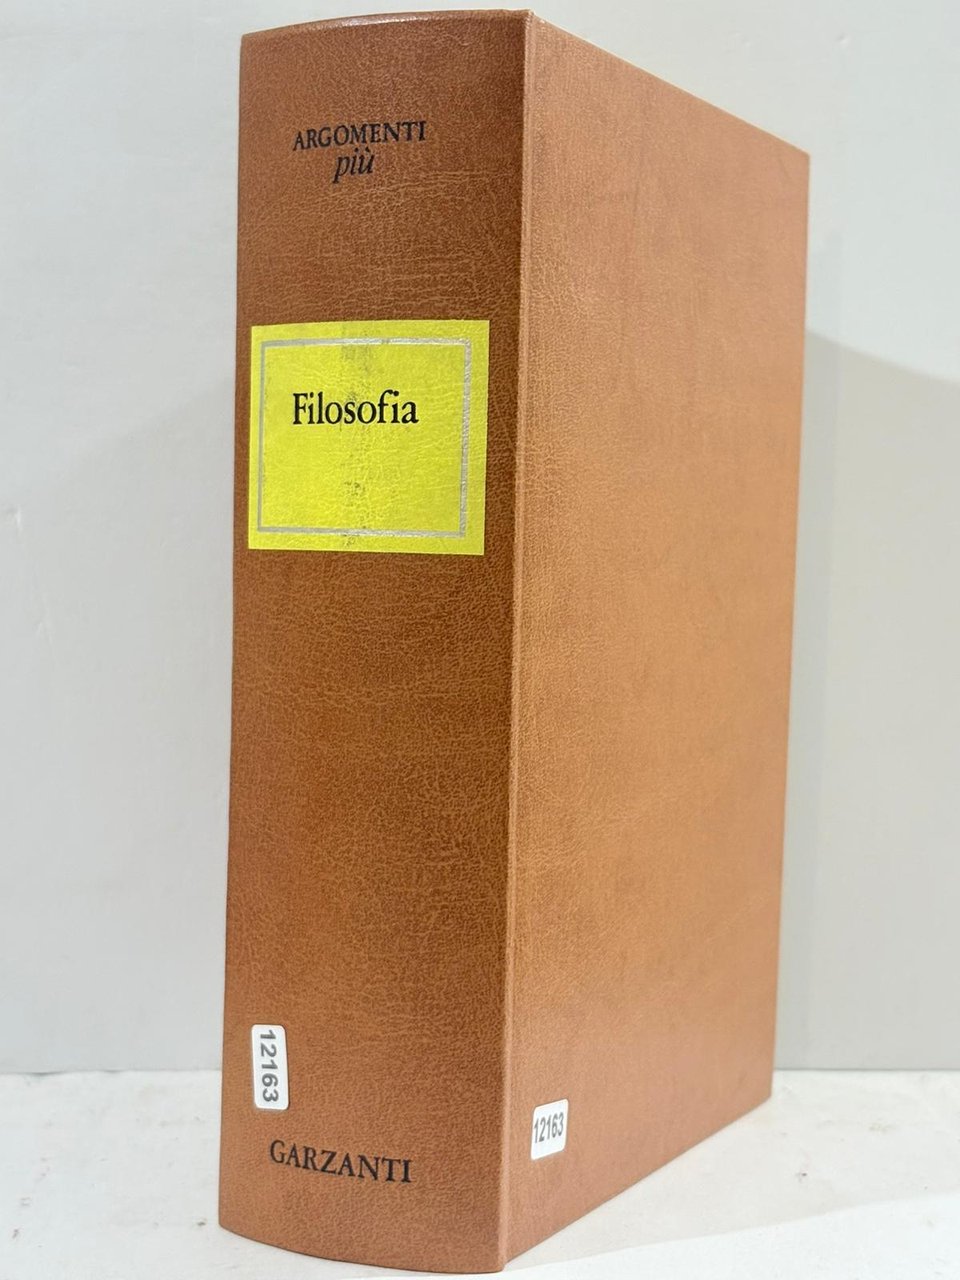 ARGOMENTI
più
Filosofia
12163
GARZANTI
12163